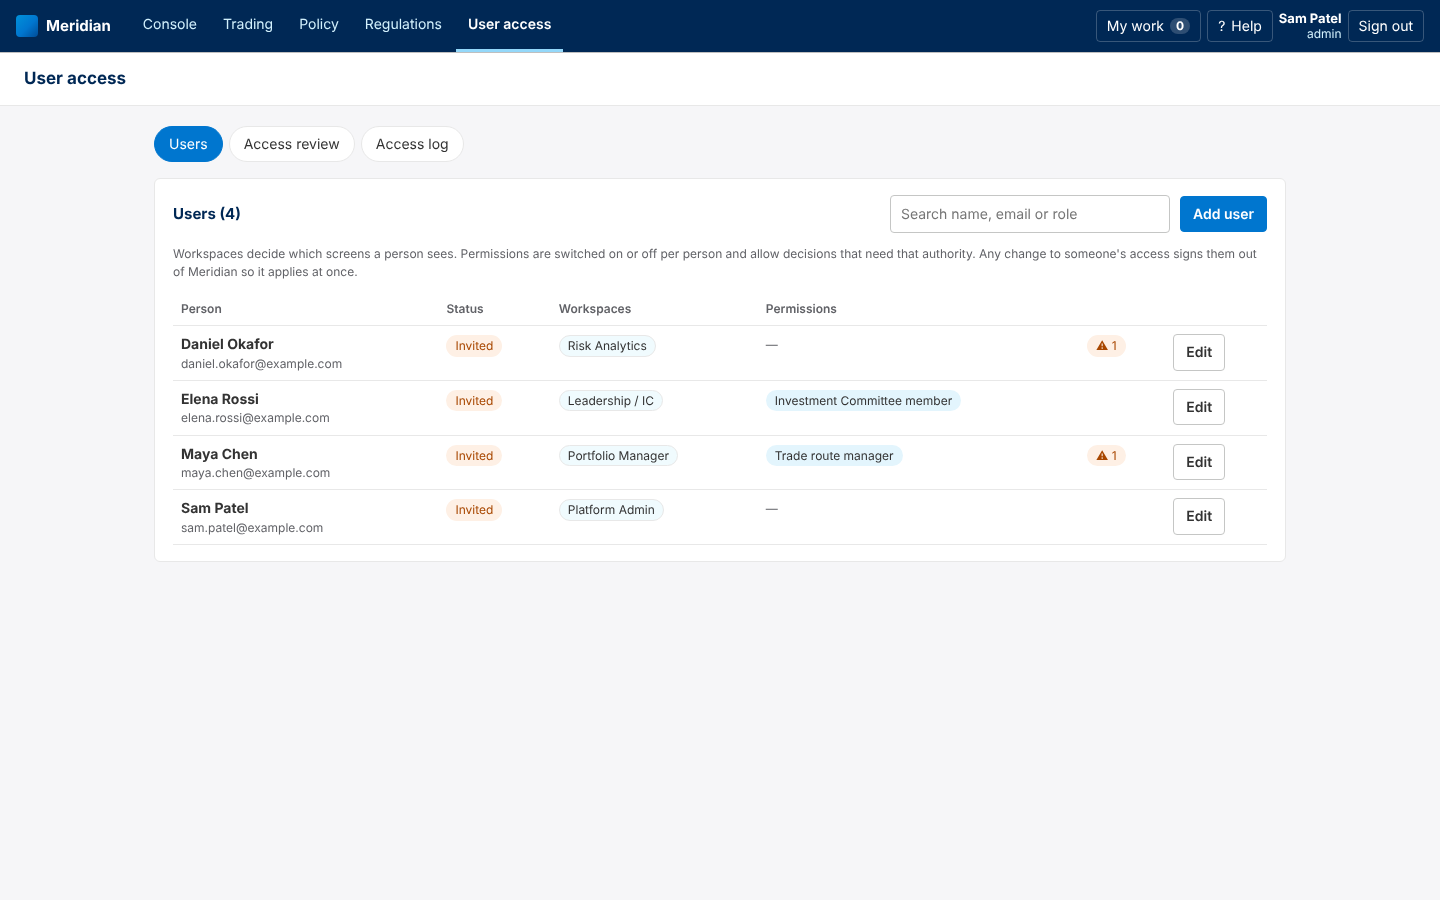 Meridian Console Trading Policy Regulations User access My work 0 ? Help Sam Patel Sign out
admin
User access
Users Access review Access log
Users (4) Search name, email or role Add user
Workspaces decide which screens a person sees. Permissions are switched on or off per person and allow decisions that need that authority. Any change to someone's access signs them out
of Meridian so it applies at once.
Person Status Workspaces Permissions
Daniel Okafor Invited Risk Analytics — ⚠ 1 Edit
daniel.okafor@example.com
Elena Rossi Invited Leadership / IC Investment Committee member Edit
elena.rossi@example.com
Maya Chen Invited Portfolio Manager Trade route manager ⚠ 1 Edit
maya.chen@example.com
Sam Patel Invited Platform Admin — Edit
sam.patel@example.com